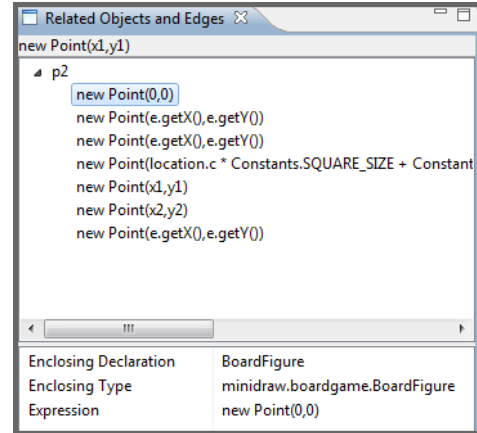 Related Objects and Edges
new Point(x1,y1)
p2
new Point(0,0)
new Point(e.getX(),e.getY())
new Point(e.getX(),e.getY())
new Point(location.c * Constants.SQUARE_SIZE + Constant
new Point(x1,y1)
new Point(x2,y2)
new Point(e.getX(),e.getY())
Enclosing Declaration BoardFigure
Enclosing Type minidraw.boardgame.BoardFigure
Expression new Point(0,0)